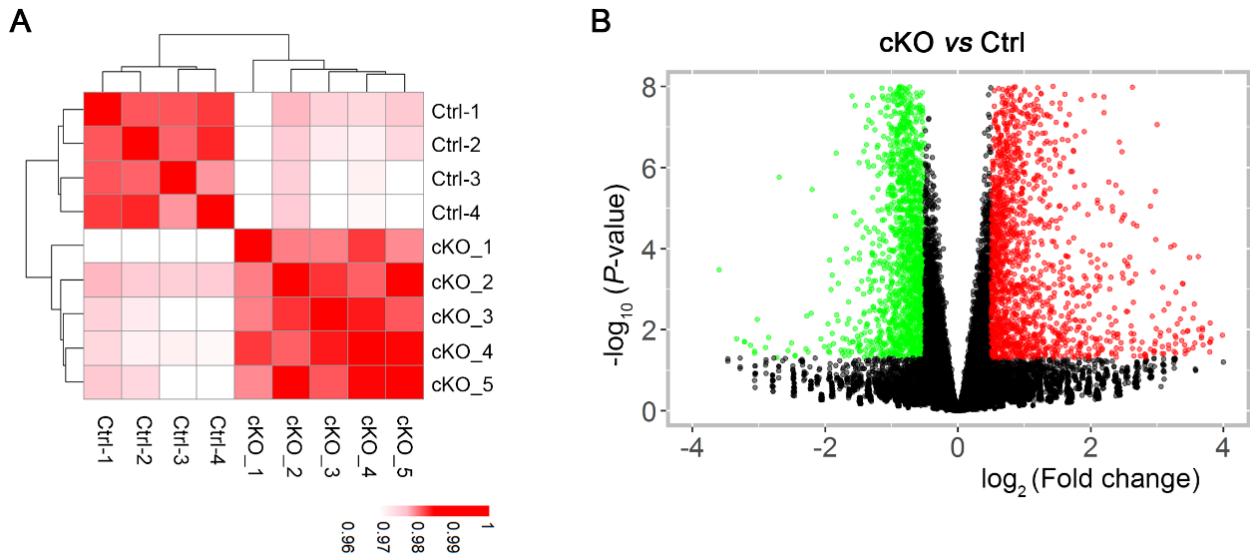 A
Ctrl-1
Ctrl-2
Ctrl-3
Ctrl-4
cKO_1
cKO_2
cKO_3
cKO_4
cKO_5
Ctrl-1
Ctrl-2
Ctrl-3
Ctrl-4
cKO_1
cKO_2
cKO_3
cKO_4
cKO_5
0.96
0.97
0.98
0.99
1
B
cKO vs Ctrl
8
6
4
2
0
-log10 (P-value)
-4
-2
0
2
4
log2 (Fold change)